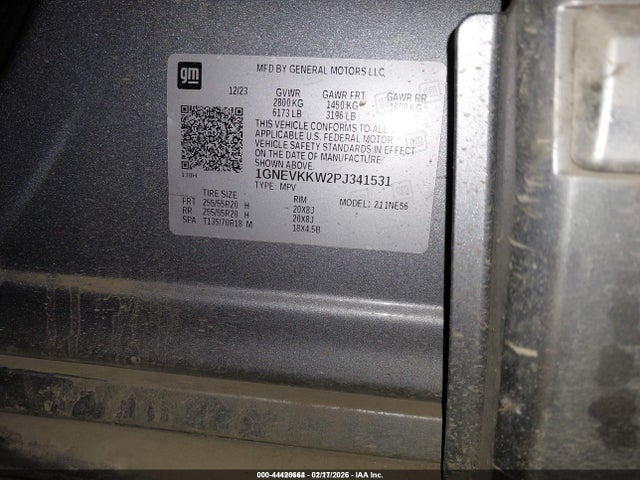 gm
MFD BY GENERAL MOTORS LLC
12/23 GVWR GAWR FRT GAWR RR
2800 KG 1450 KG
6173 LB 3196 LB
THIS VEHICLE CONFORMS TO ALL
APPLICABLE U.S. FEDERAL MOTOR
VEHICLE SAFETY STANDARDS IN EFFECT
ON THE DATE OF MANUFACTURE
SHOWN ABOVE
1GNEVKKW2PJ341531
TYPE: MPV
TIRE SIZE RIM MODEL: 211NE56
FRT 255/55R20 H 20X8J
RR 255/55R20 H 20X8J
SPA T135/70R18 M 18X4.5B
02/17/2026 - IAA Inc.